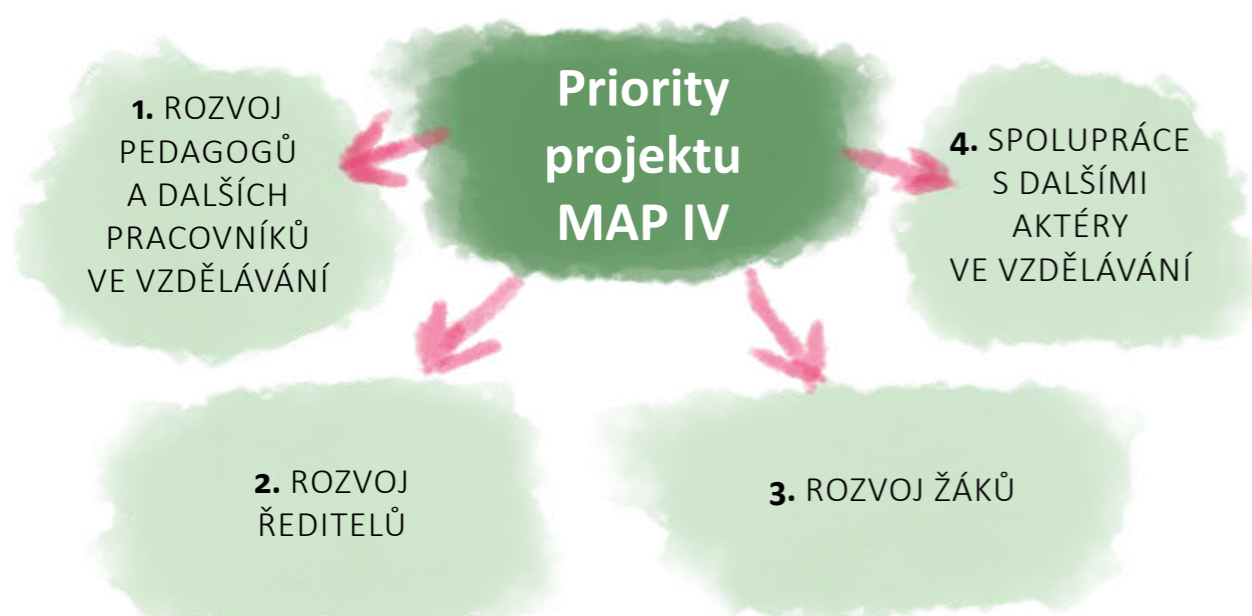 Priority
projektu
MAP IV
1. ROZVOJ
PEDAGOGŮ
A DALŠÍCH
PRACOVNÍKŮ
VE VZDĚLÁVÁNÍ
2. ROZVOJ
ŘEDITELŮ
3. ROZVOJ ŽÁKŮ
4. SPOLUPRÁCE
S DALŠÍMI
AKTÉRY
VE VZDĚLÁVÁNÍ